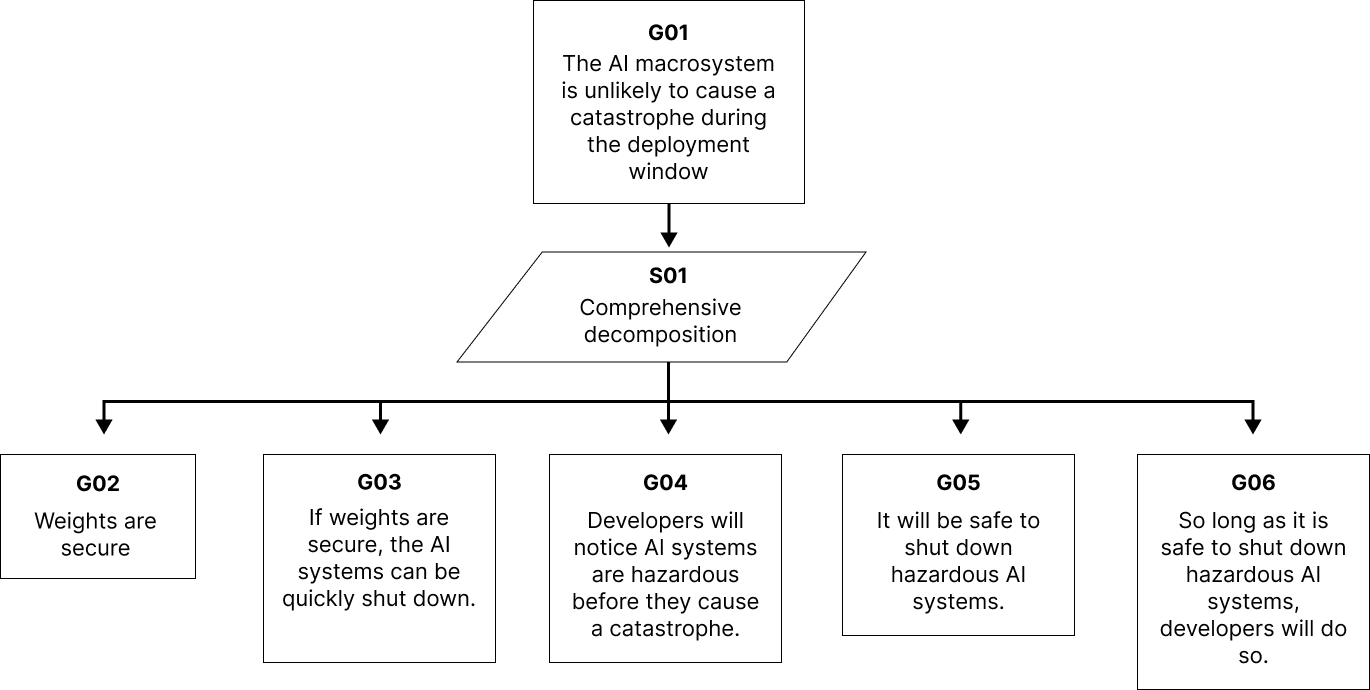 G01
The AI macrosystem
is unlikely to cause a
catastrophe during
the deployment
window
S01
Comprehensive
decomposition
G02
Weights are
secure
G03
If weights are
secure, the AI
systems can be
quickly shut down.
G04
Developers will
notice AI systems
are hazardous
before they cause
a catastrophe.
G05
It will be safe to
shut down
hazardous AI
systems.
G06
So long as it is
safe to shut down
hazardous AI
systems,
developers will do
so.